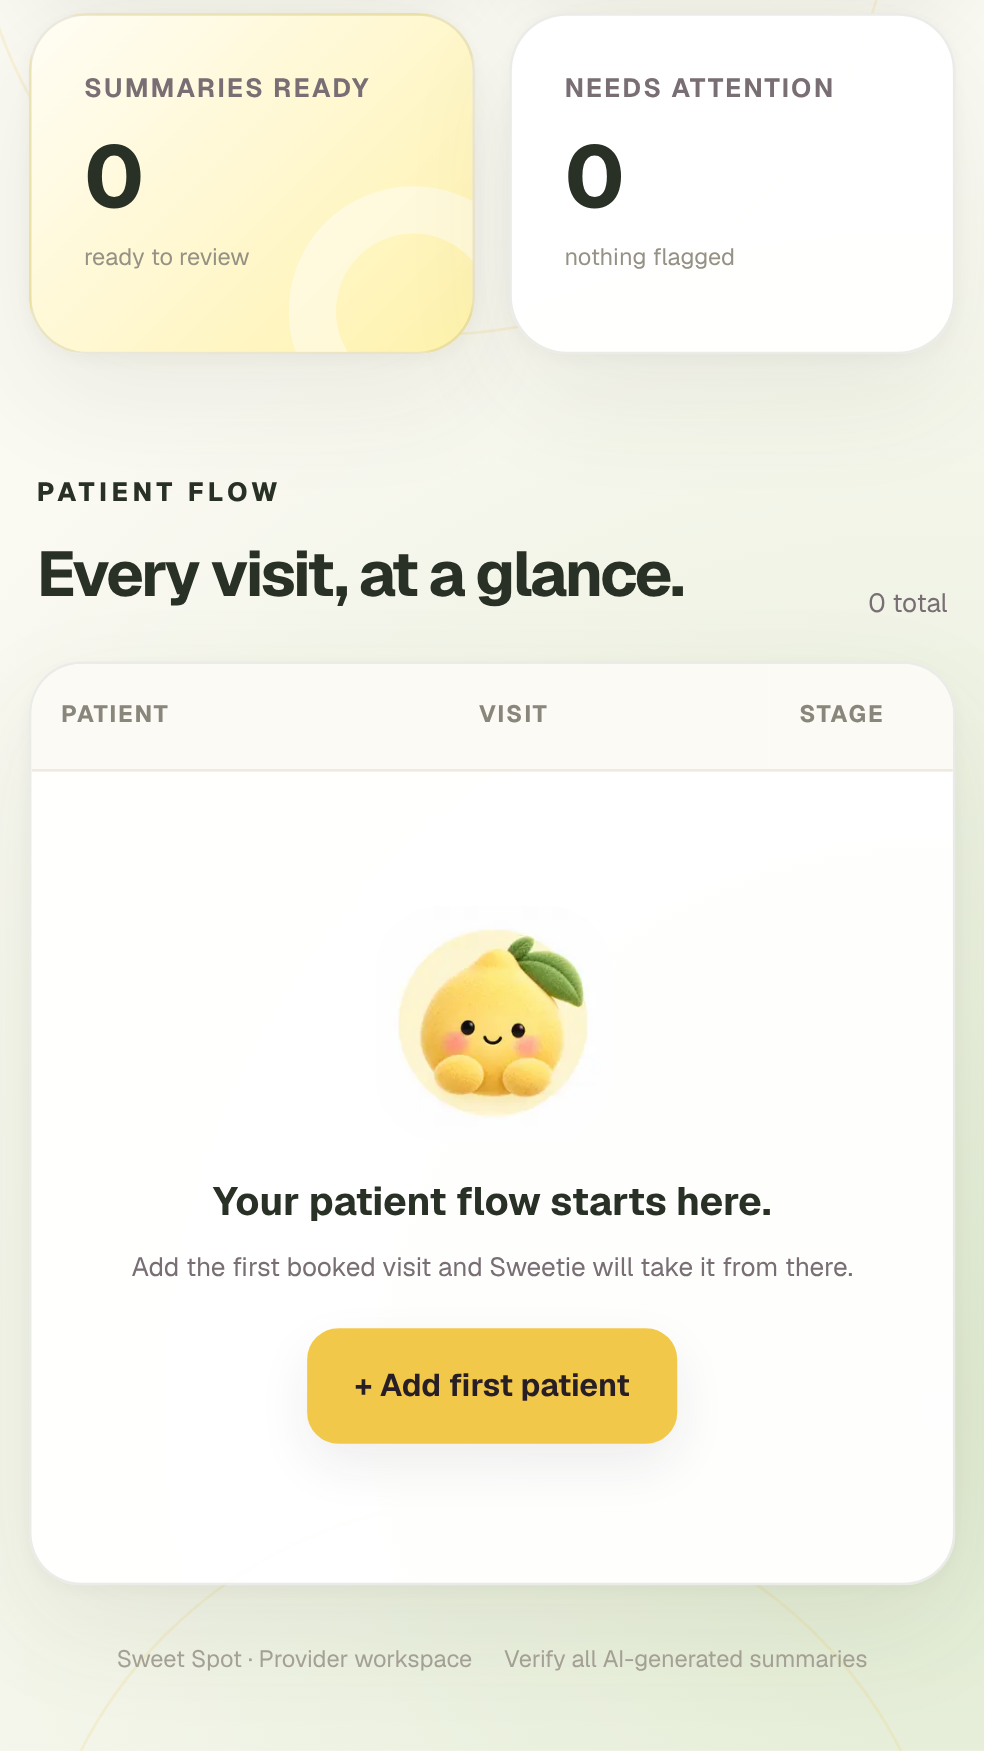 SUMMARIES READY
0
ready to review
NEEDS ATTENTION
0
nothing flagged
PATIENT FLOW
Every visit, at a glance.
0 total
PATIENT VISIT STAGE
Your patient flow starts here.
Add the first booked visit and Sweetie will take it from there.
+ Add first patient
Sweet Spot · Provider workspace Verify all AI-generated summaries